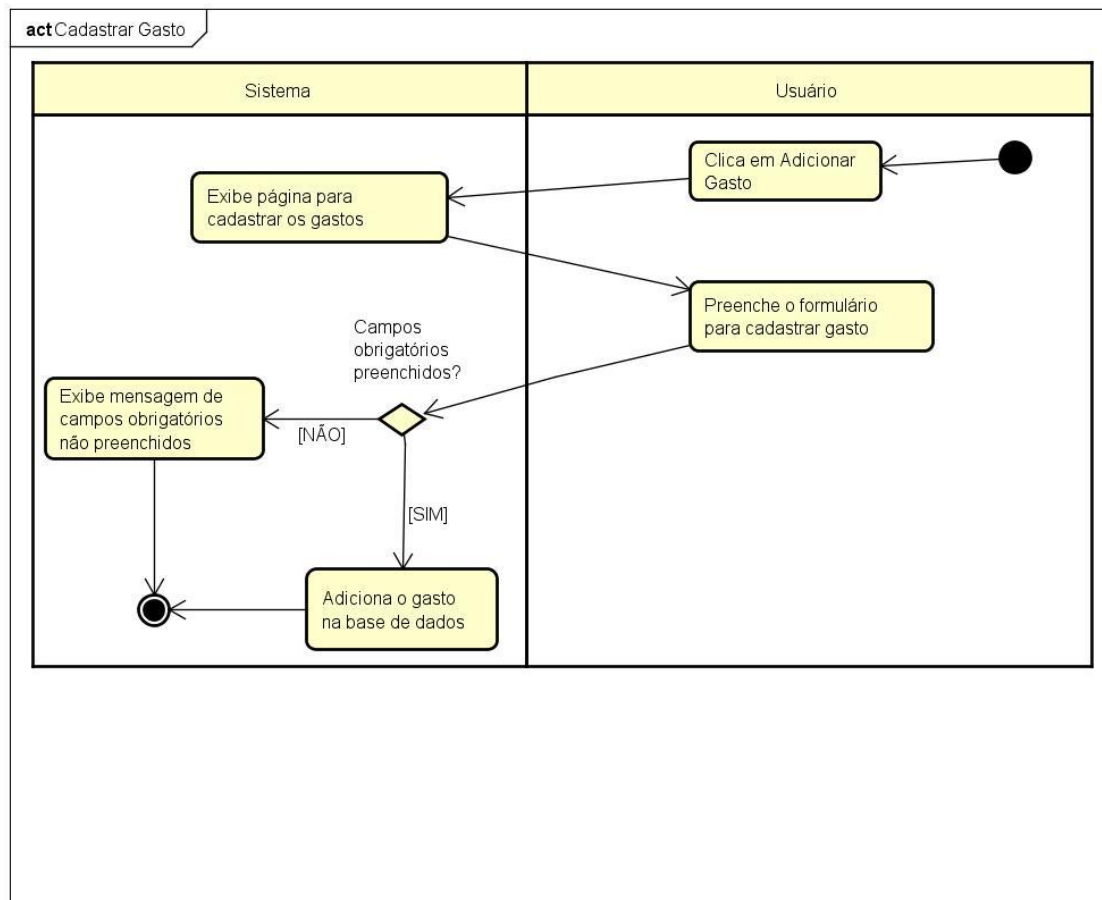 act Cadastrar Gasto
Sistema
Usuário
Clica em Adicionar
Gasto
Exibe página para
cadastrar os gastos
Preenche o formulário
para cadastrar gasto
Campos
obrigatórios
preenchidos?
Exibe mensagem de
campos obrigatórios
não preenchidos
[NÃO]
[SIM]
Adiciona o gasto
na base de dados